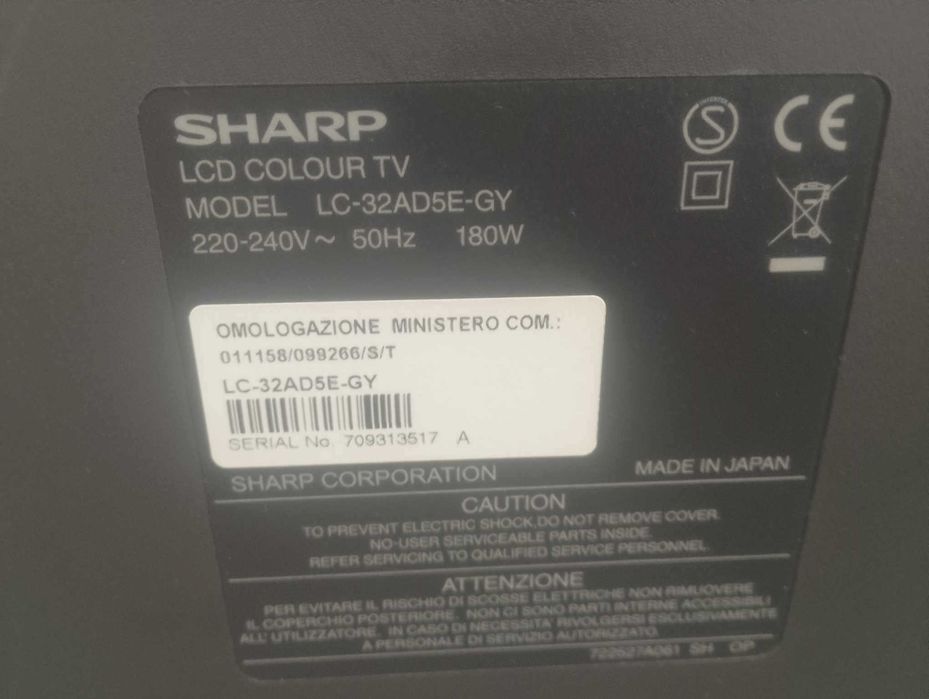 SHARP
LCD COLOUR TV
MODEL LC-32AD5E-GY
220-240V~ 50Hz 180W
INVERTER
S
CE
OMOLOGAZIONE MINISTERO COM.:
011158/099266/S/T
LC-32AD5E-GY
SERIAL No. 709313517 A
SHARP CORPORATION MADE IN JAPAN
CAUTION
TO PREVENT ELECTRIC SHOCK,DO NOT REMOVE COVER.
NO-USER SERVICEABLE PARTS INSIDE.
REFER SERVICING TO QUALIFIED SERVICE PERSONNEL.
ATTENZIONE
PER EVITARE IL RISCHIO DI SCOSSE ELETTRICHE NON RIMUOVERE
IL COPERCHIO POSTERIORE. NON CI SONO PARTI INTERNE ACCESSIBILI
ALL' UTILIZZATORE. IN CASO DI NECESSITA' RIVOLGERSI ESCLUSIVAMENTE
A PERSONALE DI SERVIZIO AUTORIZZATO.
722527A061 SH OP